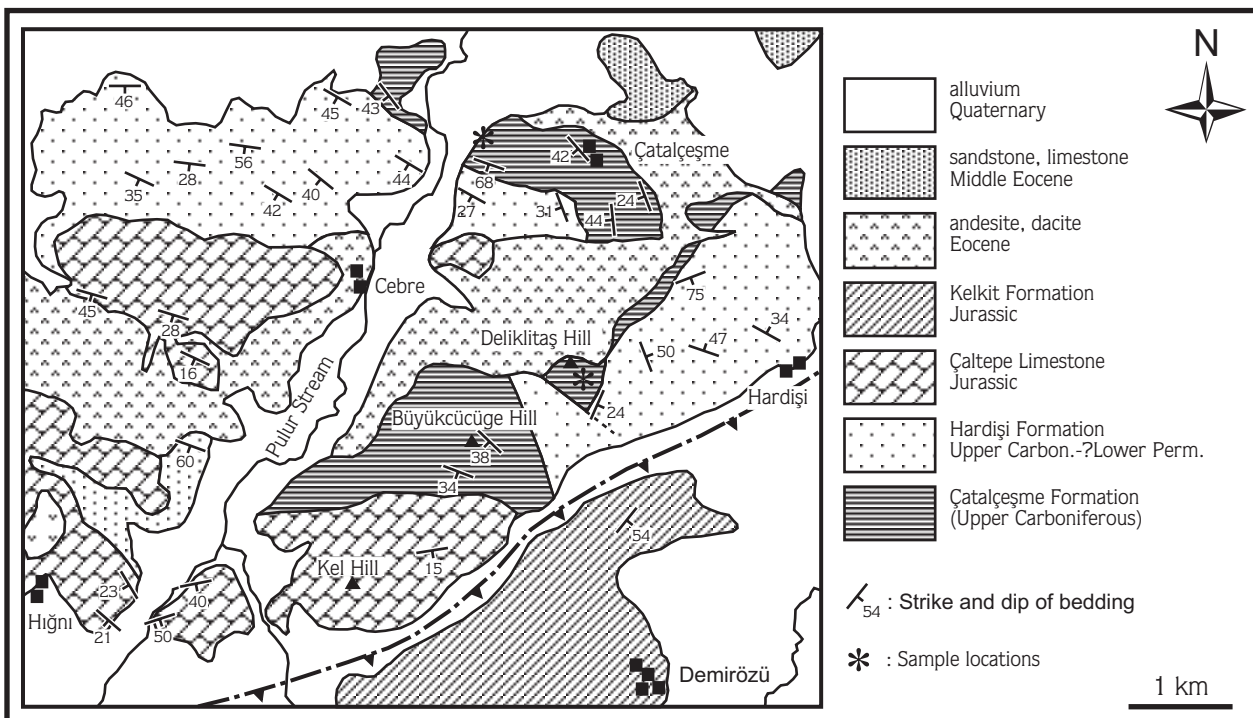 46
45
43
56
28
35
42
40
44
Çatalçeşme
42
68
27
31
24
44
45
Cebre
28
16
75
34
Deliklitaş Hill
50
47
Hardişi
24
Pulur Stream
Büyükcücüge Hill
38
34
60
54
Kel Hill
15
23
40
Hığnı
21
50
Demirözü
N
alluvium
Quaternary
sandstone, limestone
Middle Eocene
andesite, dacite
Eocene
Kelkit Formation
Jurassic
Çaltepe Limestone
Jurassic
Hardişi Formation
Upper Carbon.-?Lower Perm.
Çatalçeşme Formation
(Upper Carboniferous)
54 : Strike and dip of bedding
* : Sample locations
1 km